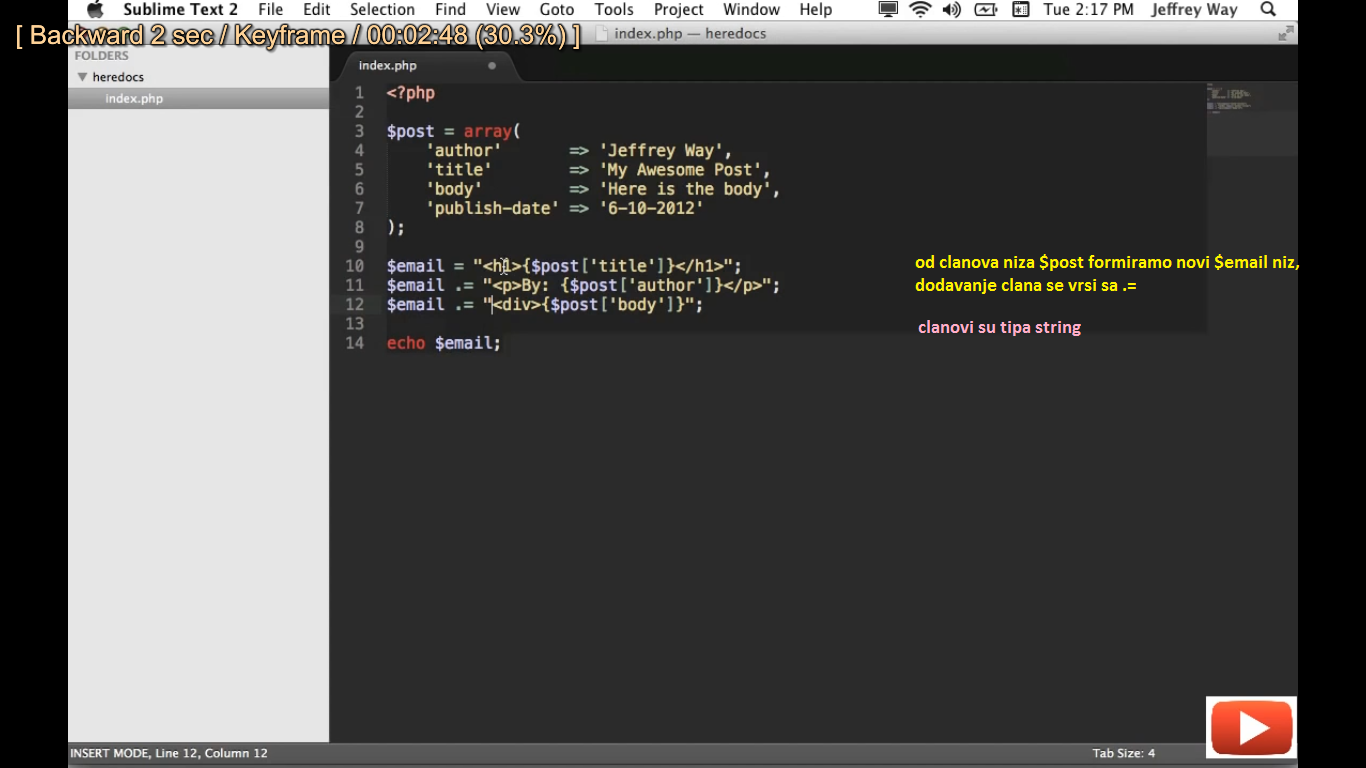 Sublime Text 2 File Edit Selection Find View Goto Tools Project Window Help Tue 2:17 PM Jeffrey Way
[ Backward 2 sec / Keyframe / 00:02:48 (30.3%) ]
index.php — heredocs
FOLDERS
heredocs
index.php
index.php
1 <?php
2
3 $post = array(
4 'author' => 'Jeffrey Way',
5 'title' => 'My Awesome Post',
6 'body' => 'Here is the body',
7 'publish-date' => '6-10-2012'
8 );
9
10 $email = "<h1>{$post['title']}</h1>";
11 $email .= "<p>By: {$post['author']}</p>";
12 $email .= "<div>{$post['body']}";
13
14 echo $email;
od clanova niza $post formiramo novi $email niz,
dodavanje clana se vrsi sa .=
clanovi su tipa string
INSERT MODE, Line 12, Column 12
Tab Size: 4